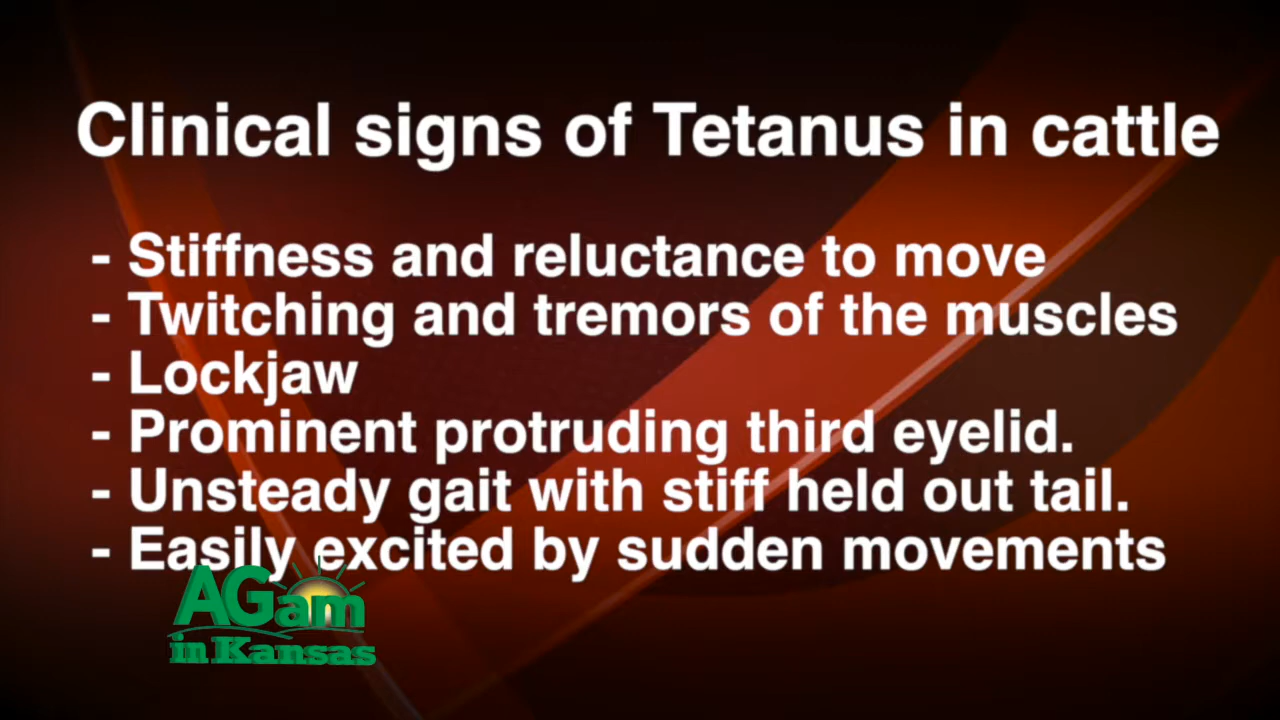 Clinical signs of Tetanus in cattle
- Stiffness and reluctance to move
- Twitching and tremors of the muscles
- Lockjaw
- Prominent protruding third eyelid.
- Unsteady gait with stiff held out tail.
- Easily excited by sudden movements
AGam
in Kansas